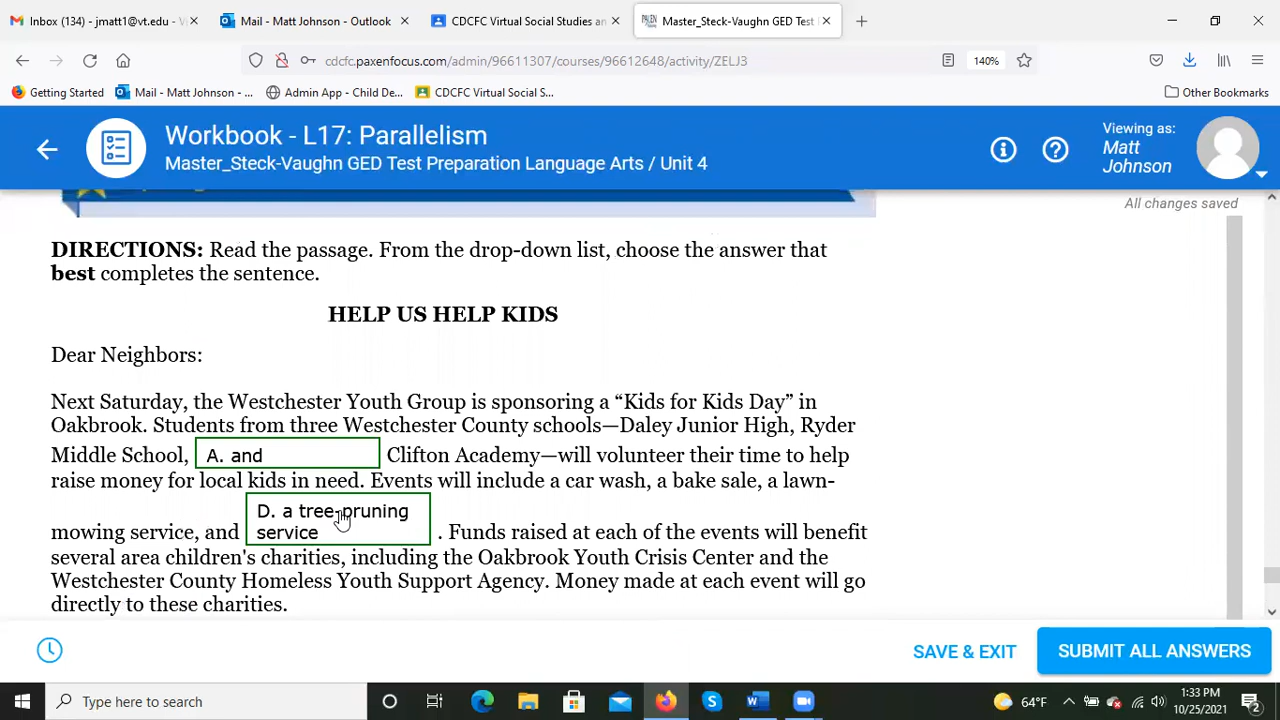 Inbox (134) - jmatt1@vt.edu - Vi
Mail - Matt Johnson - Outlook
CDCFC Virtual Social Studies an
Master_Steck-Vaughn GED Test
cdcfc.paxenfocus.com/admin/96611307/courses/96612648/activity/ZELJ3
140%
Getting Started
Mail - Matt Johnson - ...
Admin App - Child De...
CDCFC Virtual Social S...
Other Bookmarks
Workbook - L17: Parallelism
Master_Steck-Vaughn GED Test Preparation Language Arts / Unit 4
Viewing as:
Matt
Johnson
All changes saved
DIRECTIONS: Read the passage. From the drop-down list, choose the answer that
best completes the sentence.
HELP US HELP KIDS
Dear Neighbors:
Next Saturday, the Westchester Youth Group is sponsoring a “Kids for Kids Day” in
Oakbrook. Students from three Westchester County schools—Daley Junior High, Ryder
Middle School, A. and Clifton Academy—will volunteer their time to help
raise money for local kids in need. Events will include a car wash, a bake sale, a lawn-
mowing service, and D. a tree-pruning service . Funds raised at each of the events will benefit
several area children's charities, including the Oakbrook Youth Crisis Center and the
Westchester County Homeless Youth Support Agency. Money made at each event will go
directly to these charities.
SAVE & EXIT
SUBMIT ALL ANSWERS
Type here to search
64°F
1:33 PM
10/25/2021
2